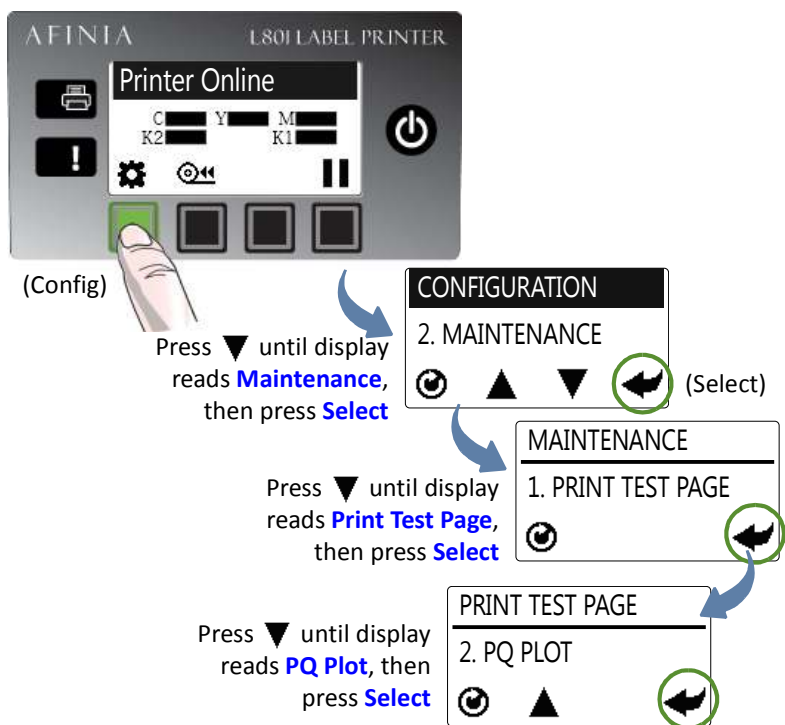 AFINIA L801 LABEL PRINTER
Printer Online
C Y M
K2 K1
!
(Config)
CONFIGURATION
2. MAINTENANCE
(Select)
Press ▼ until display
reads Maintenance,
then press Select
MAINTENANCE
1. PRINT TEST PAGE
Press ▼ until display
reads Print Test Page,
then press Select
PRINT TEST PAGE
2. PQ PLOT
Press ▼ until display
reads PQ Plot, then
press Select